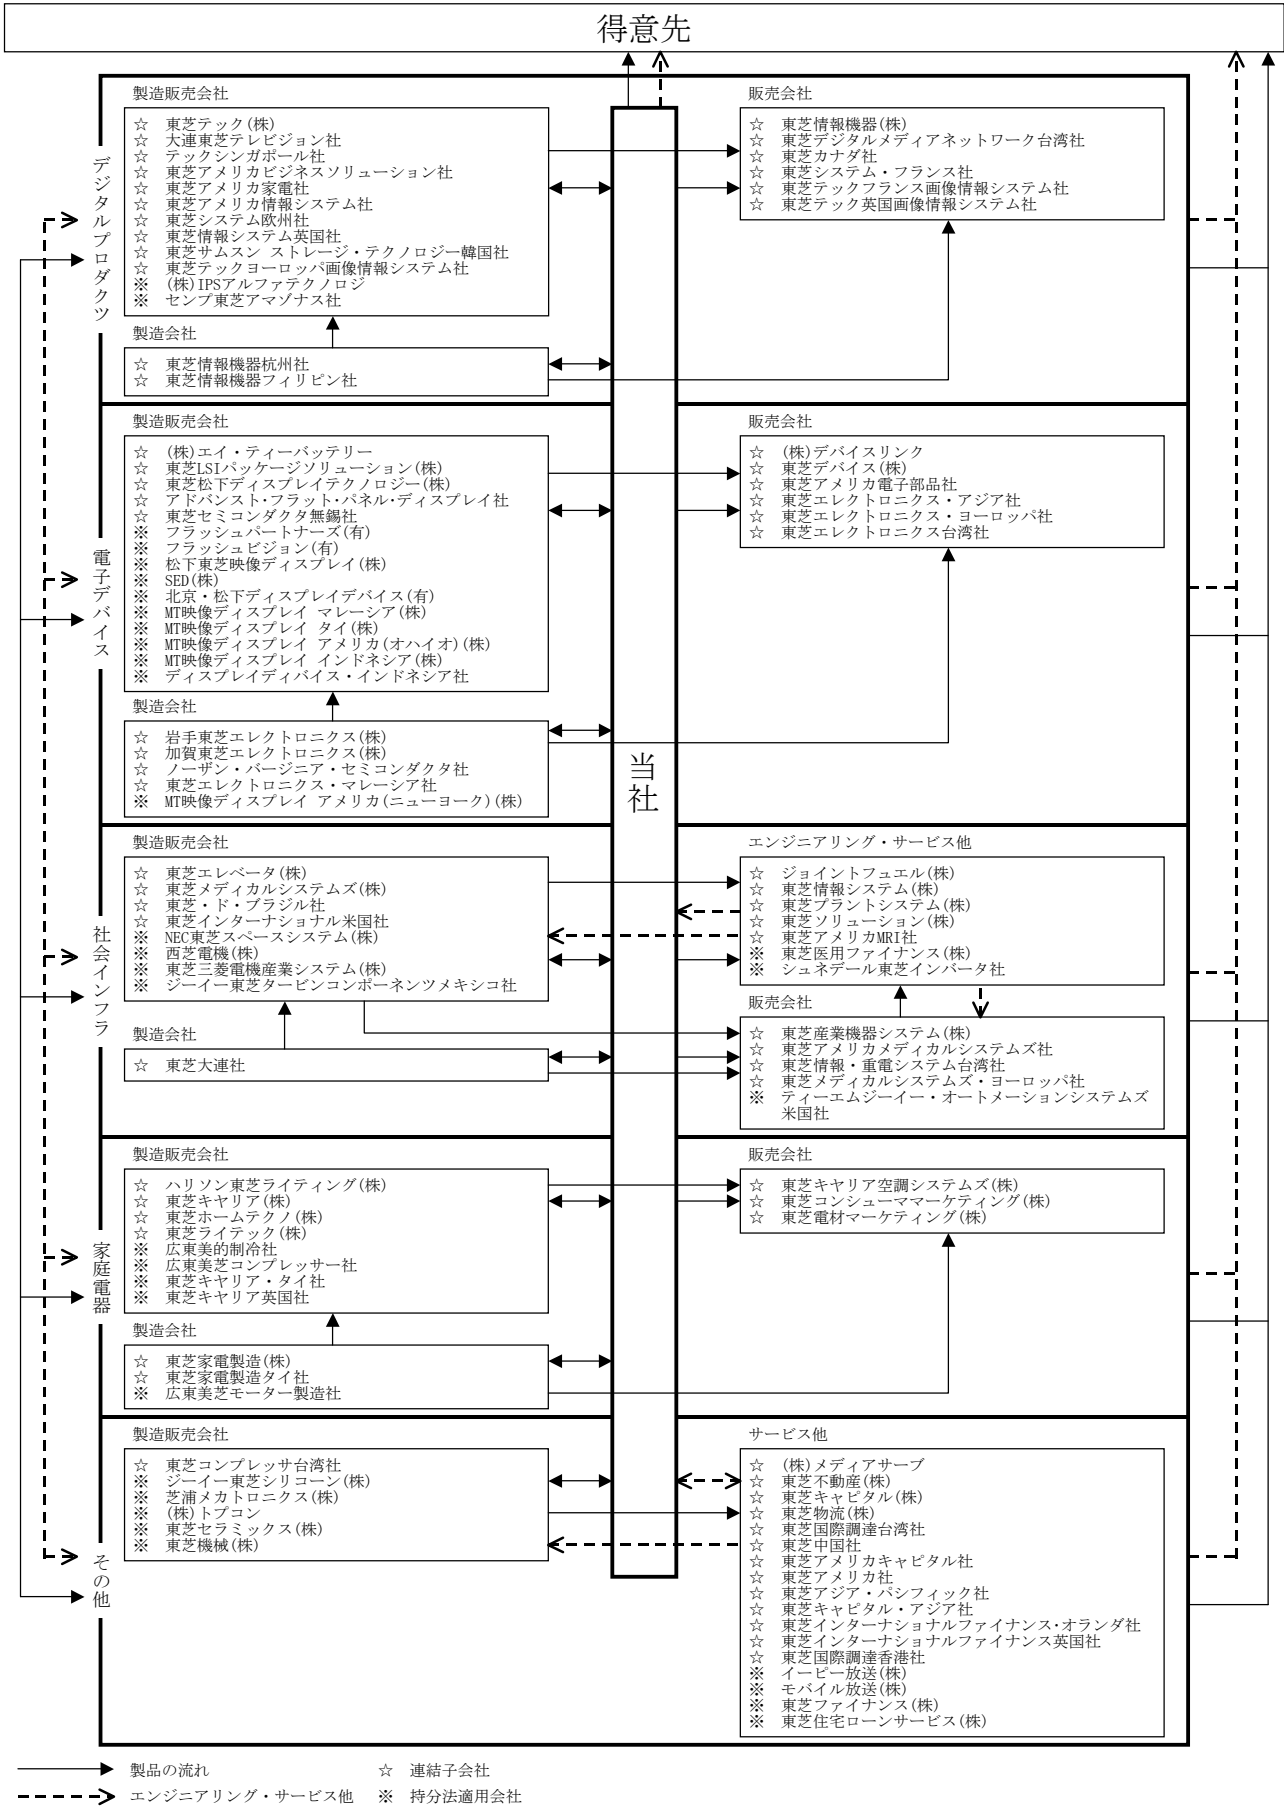 得意先
デジタルプロダクツ
製造販売会社
☆ 東芝テック(株)
☆ 大連東芝テレビジョン社
☆ テックシンガポール社
☆ 東芝アメリカビジネスソリューション社
☆ 東芝アメリカ家電社
☆ 東芝アメリカ情報システム社
☆ 東芝システム欧州社
☆ 東芝情報システム英国社
☆ 東芝サムスン ストレージ・テクノロジー韓国社
☆ 東芝テックヨーロッパ画像情報システム社
※ (株)IPSアルファテクノロジ
※ センプ東芝アマゾナス社
製造会社
☆ 東芝情報機器杭州社
☆ 東芝情報機器フィリピン社
販売会社
☆ 東芝情報機器(株)
☆ 東芝デジタルメディアネットワーク台湾社
☆ 東芝カナダ社
☆ 東芝システム・フランス社
☆ 東芝テックフランス画像情報システム社
☆ 東芝テック英国画像情報システム社
当社
電子デバイス
製造販売会社
☆ (株)エイ・ティーバッテリー
☆ 東芝LSIパッケージソリューション(株)
☆ 東芝松下ディスプレイテクノロジー(株)
☆ アドバンスト・フラット・パネル・ディスプレイ社
☆ 東芝セミコンダクタ無錫社
※ フラッシュパートナーズ(有)
※ フラッシュビジョン(有)
※ 松下東芝映像ディスプレイ(株)
※ SED(株)
※ 北京・松下ディスプレイデバイス(有)
※ MT映像ディスプレイ マレーシア(株)
※ MT映像ディスプレイ タイ(株)
※ MT映像ディスプレイ アメリカ(オハイオ)(株)
※ MT映像ディスプレイ インドネシア(株)
※ ディスプレイディバイス・インドネシア社
製造会社
☆ 岩手東芝エレクトロニクス(株)
☆ 加賀東芝エレクトロニクス(株)
☆ ノーザン・バージニア・セミコンダクタ社
☆ 東芝エレクトロニクス・マレーシア社
※ MT映像ディスプレイ アメリカ(ニューヨーク)(株)
販売会社
☆ (株)デバイスリンク
☆ 東芝デバイス(株)
☆ 東芝アメリカ電子部品社
☆ 東芝エレクトロニクス・アジア社
☆ 東芝エレクトロニクス・ヨーロッパ社
☆ 東芝エレクトロニクス台湾社
社会インフラ
製造販売会社
☆ 東芝エレベータ(株)
☆ 東芝メディカルシステムズ(株)
☆ 東芝・ド・ブラジル社
☆ 東芝インターナショナル米国社
※ NEC東芝スペースシステム(株)
※ 西芝電機(株)
※ 東芝三菱電機産業システム(株)
※ ジーイー東芝タービンコンポーネンツメキシコ社
製造会社
☆ 東芝大連社
エンジニアリング・サービス他
☆ ジョイントフュエル(株)
☆ 東芝情報システム(株)
☆ 東芝プラントシステム(株)
☆ 東芝ソリューション(株)
☆ 東芝アメリカMRI社
※ 東芝医用ファイナンス(株)
※ シュネデール東芝インバータ社
販売会社
☆ 東芝産業機器システム(株)
☆ 東芝アメリカメディカルシステムズ社
☆ 東芝情報・重電システム台湾社
☆ 東芝メディカルシステムズ・ヨーロッパ社
※ ティーエムジーイー・オートメーションシステムズ
米国社
家庭電器
製造販売会社
☆ ハリソン東芝ライティング(株)
☆ 東芝キヤリア(株)
☆ 東芝ホームテクノ(株)
☆ 東芝ライテック(株)
※ 広東美的制冷社
※ 広東美芝コンプレッサー社
※ 東芝キヤリア・タイ社
※ 東芝キヤリア英国社
製造会社
☆ 東芝家電製造(株)
☆ 東芝家電製造タイ社
※ 広東美芝モーター製造社
販売会社
☆ 東芝キヤリア空調システムズ(株)
☆ 東芝コンシューママーケティング(株)
☆ 東芝電材マーケティング(株)
その他
製造販売会社
☆ 東芝コンプレッサ台湾社
※ ジーイー東芝シリコーン(株)
※ 芝浦メカトロニクス(株)
※ (株)トプコン
※ 東芝セラミックス(株)
※ 東芝機械(株)
サービス他
☆ (株)メディアサーブ
☆ 東芝不動産(株)
☆ 東芝キャピタル(株)
☆ 東芝物流(株)
☆ 東芝国際調達台湾社
☆ 東芝中国社
☆ 東芝アメリカキャピタル社
☆ 東芝アメリカ社
☆ 東芝アジア・パシフィック社
☆ 東芝キャピタル・アジア社
☆ 東芝インターナショナルファイナンス・オランダ社
☆ 東芝インターナショナルファイナンス英国社
☆ 東芝国際調達香港社
※ イーピー放送(株)
※ モバイル放送(株)
※ 東芝ファイナンス(株)
※ 東芝住宅ローンサービス(株)
製品の流れ ☆ 連結子会社
エンジニアリング・サービス他 ※ 持分法適用会社